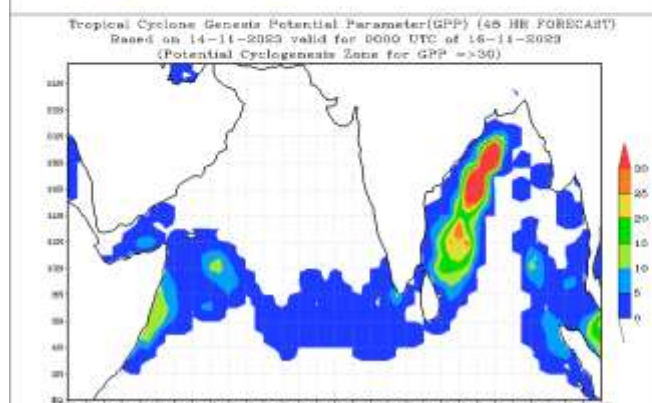 Tropical Cyclone Genesis Potential Parameter(GPP) (48 HR FORECAST)
Based on 14-11-2023 valid for 0000 UTC of 16-11-2023
(Potential Cyclogenesis Zone for GPP =>30)
30
25
20
15
10
5
0